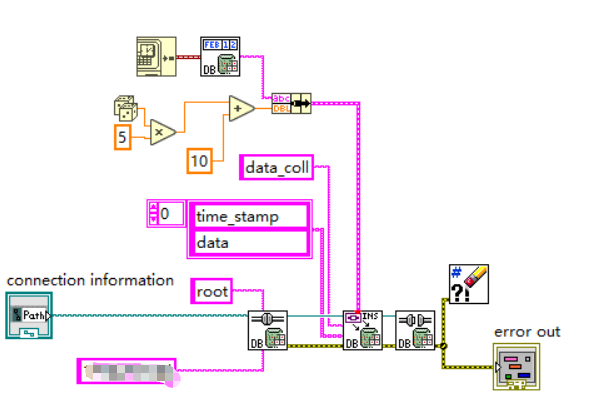 FEB 1 2
DB
abc
DBL
5
×
+
10
data_coll
0
time_stamp
data
connection information
root
Path
DB
INS
DB
DB
#
?!
error out